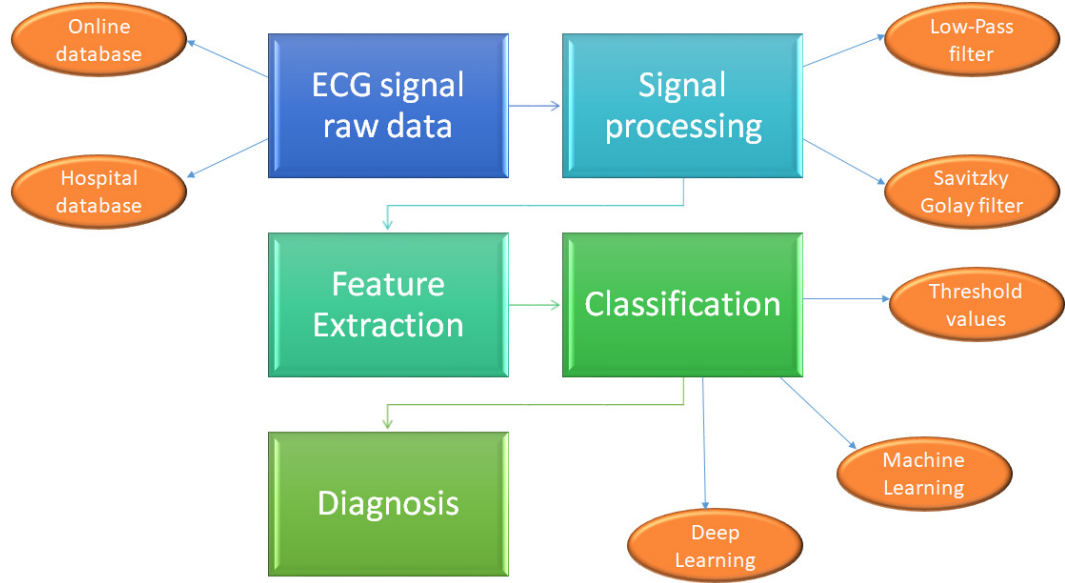 Online
database
ECG signal
raw data
Signal
processing
Low-Pass
filter
Hospital
database
Savitzky
Golay filter
Feature
Extraction
Classification
Threshold
values
Diagnosis
Machine
Learning
Deep
Learning